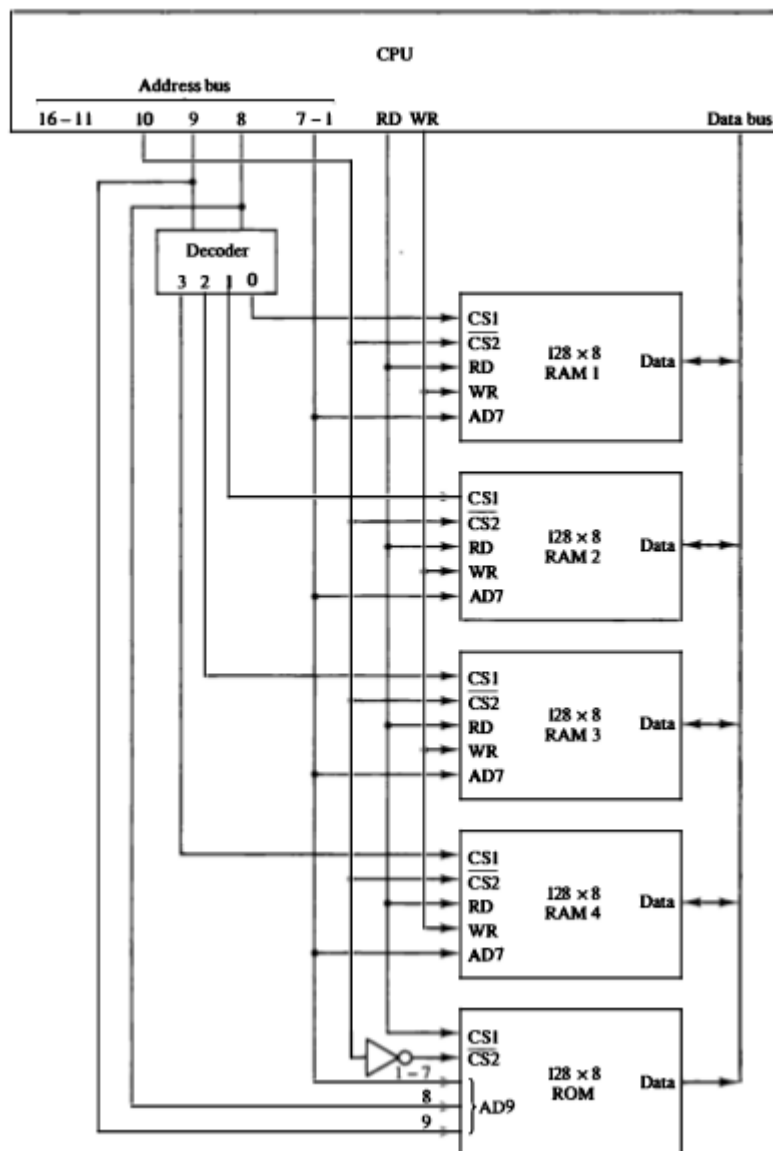 CPU
Address bus
16 – 11 10 9 8 7 – 1 RD WR Data bus
Decoder
3 2 1 0
CS1
CS2
RD
WR
AD7
128 × 8
RAM 1
Data
CS1
CS2
RD
WR
AD7
128 × 8
RAM 2
Data
CS1
CS2
RD
WR
AD7
128 × 8
RAM 3
Data
CS1
CS2
RD
WR
AD7
128 × 8
RAM 4
Data
CS1
CS2
1 – 7
8
9
AD9
128 × 8
ROM
Data